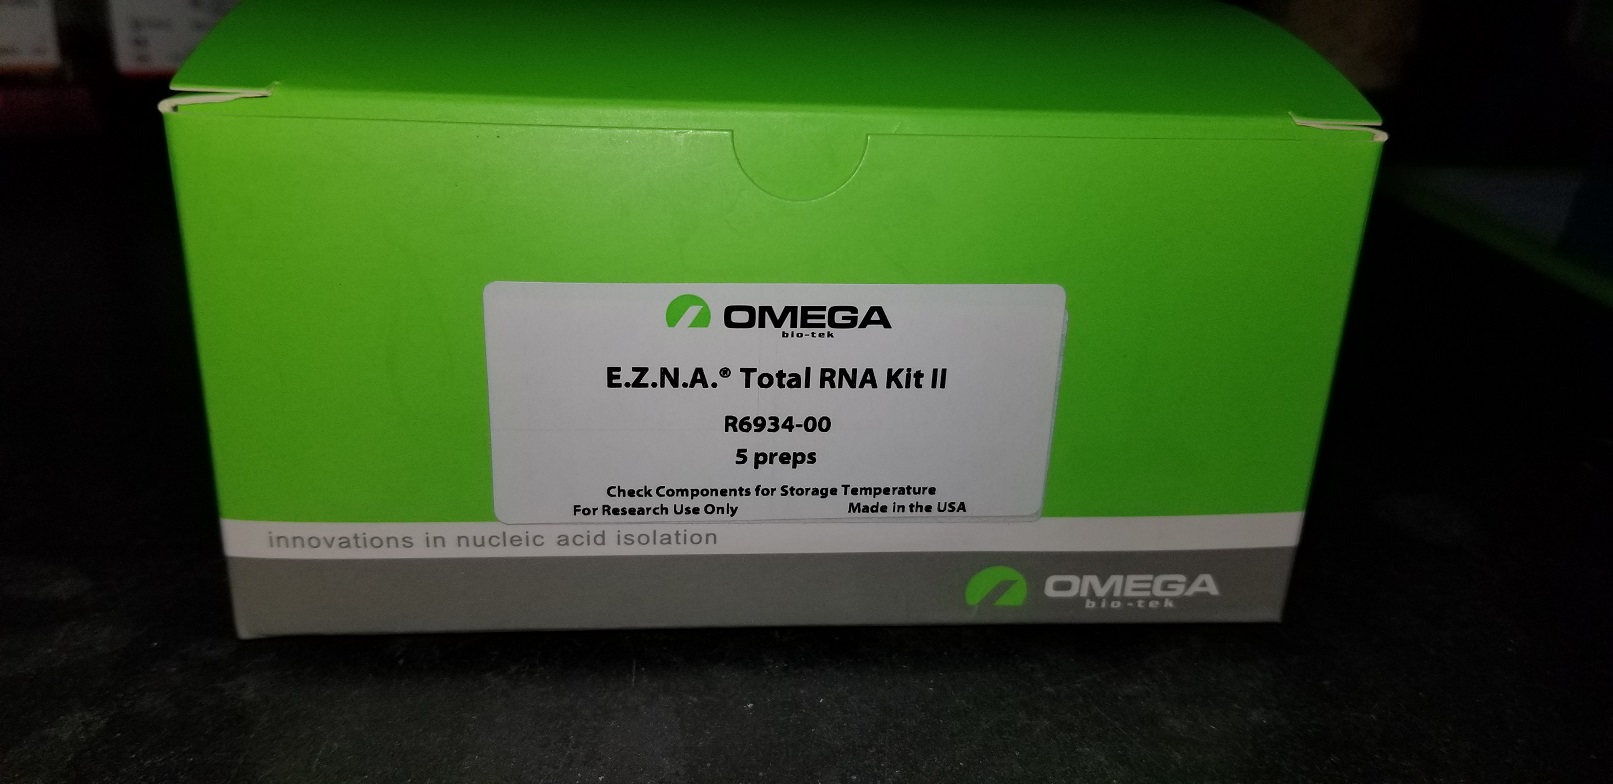 OMEGA
bio-tek
E.Z.N.A.® Total RNA Kit II
R6934-00
5 preps
Check Components for Storage Temperature
For Research Use Only Made in the USA
innovations in nucleic acid isolation
OMEGA
bio-tek